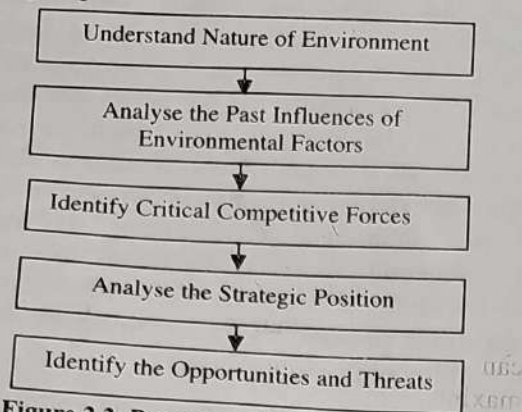 Understand Nature of Environment
Analyse the Past Influences of
Environmental Factors
Identify Critical Competitive Forces
Analyse the Strategic Position
Identify the Opportunities and Threats